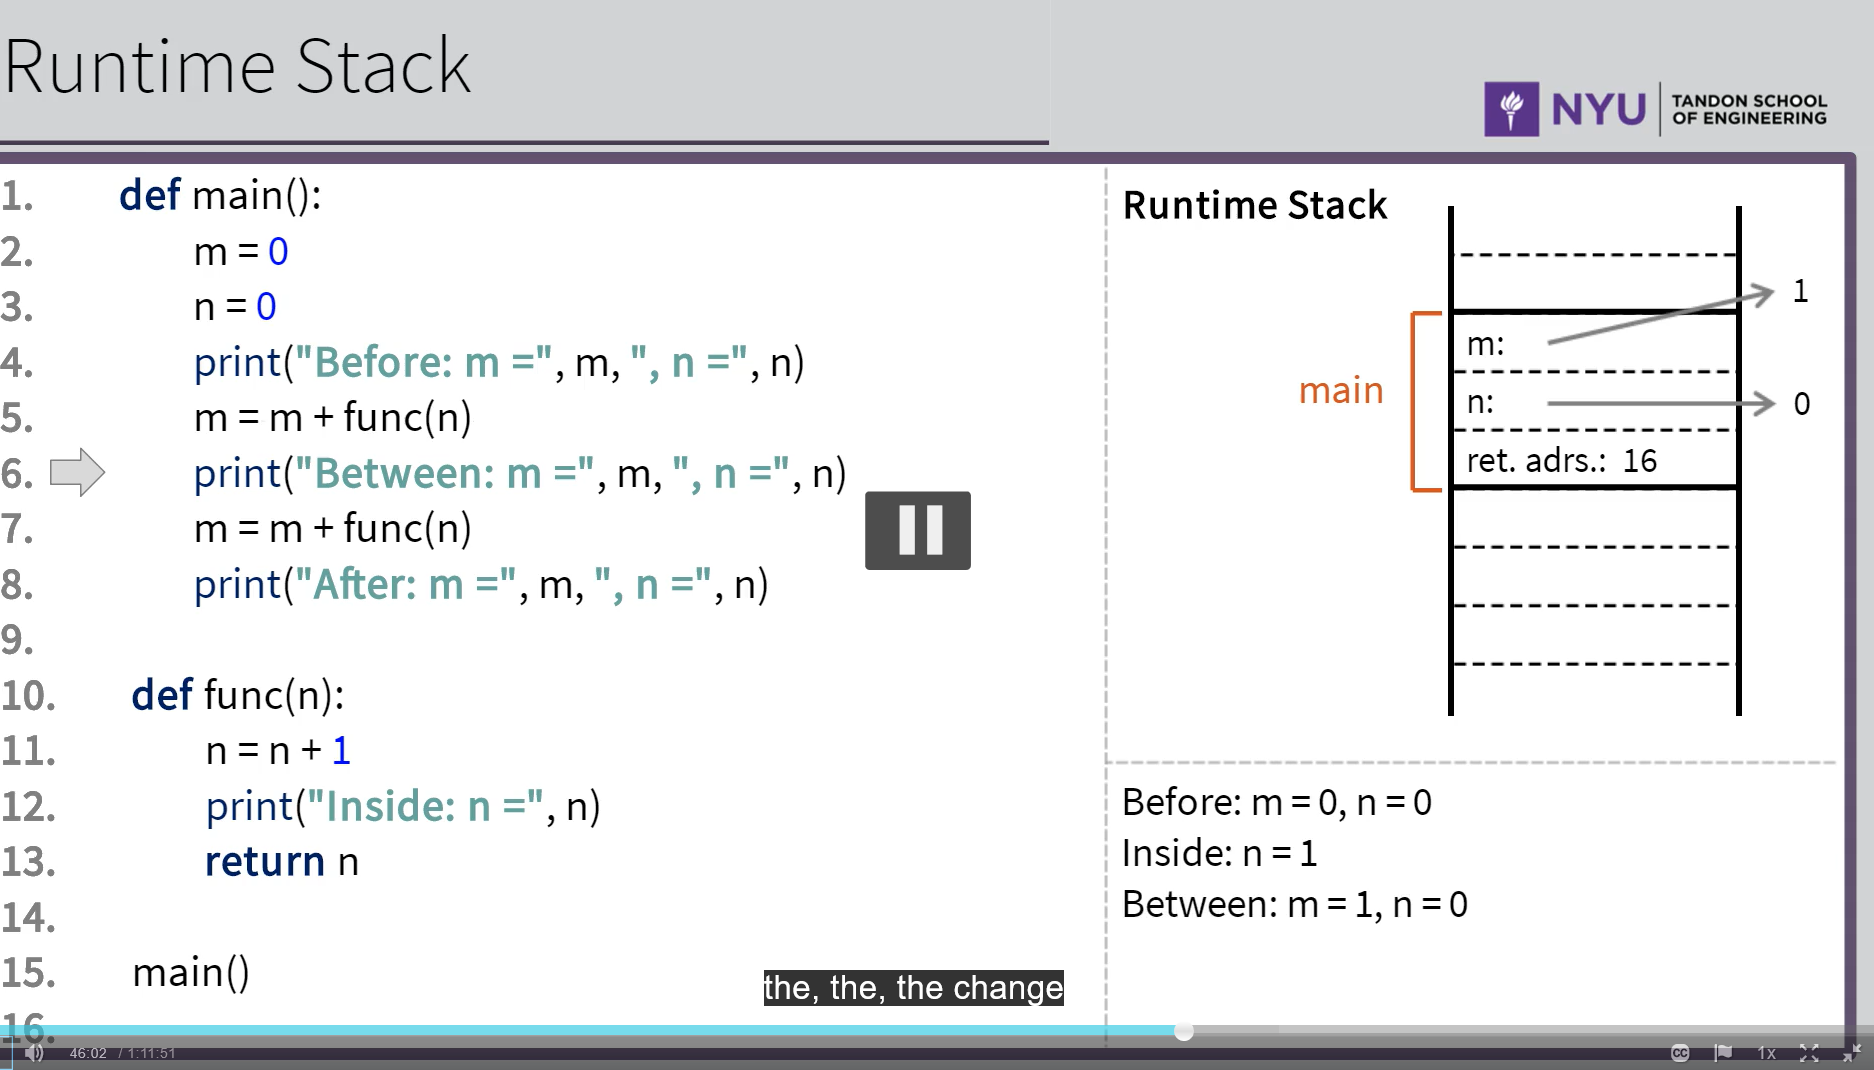 Runtime Stack
NYU
TANDON SCHOOL
OF ENGINEERING
1. def main():
2. m = 0
3. n = 0
4. print("Before: m =", m, ", n =", n)
5. m = m + func(n)
6. print("Between: m =", m, ", n =", n)
7. m = m + func(n)
8. print("After: m =", m, ", n =", n)
9.
10. def func(n):
11. n = n + 1
12. print("Inside: n =", n)
13. return n
14.
15. main()
16.
Runtime Stack
1
m:
main
n:
0
ret. adrs.: 16
Before: m = 0, n = 0
Inside: n = 1
Between: m = 1, n = 0
the, the, the change
46:02 / 1:11:51
CC
1x